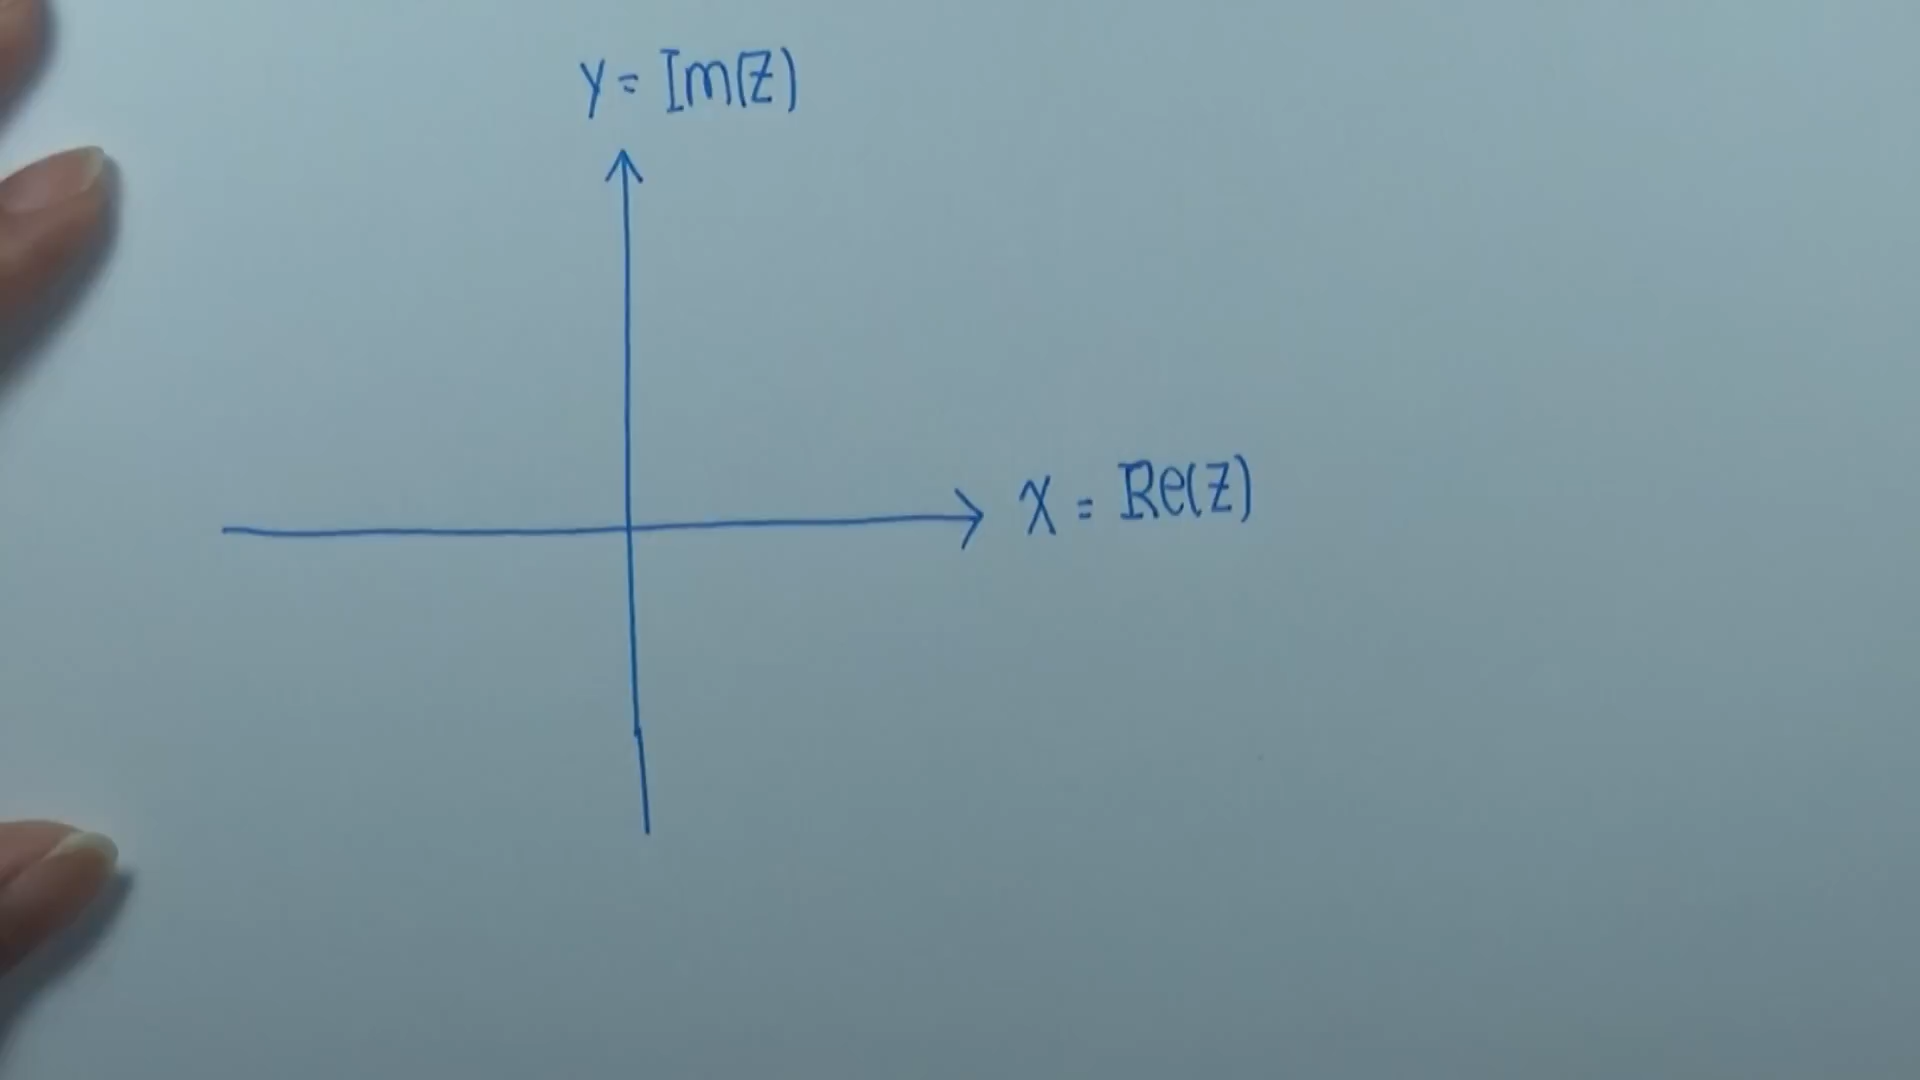 y = Im(Z)
X = Re(Z)